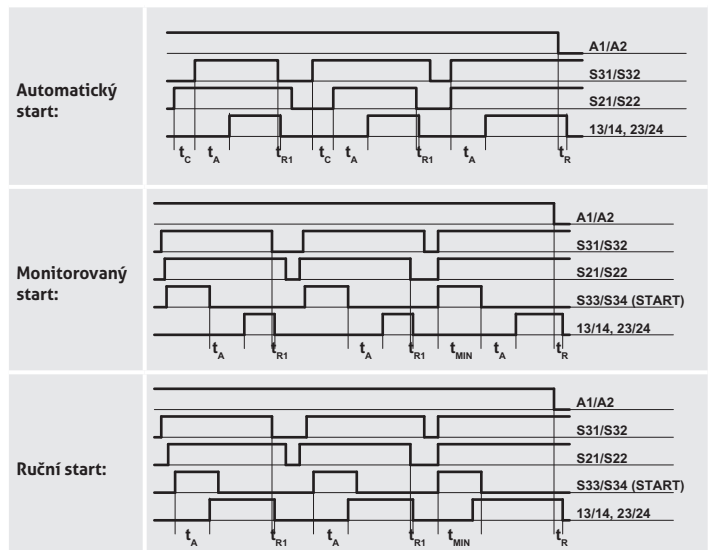 Automatický
start:
A1/A2
S31/S32
S21/S22
13/14, 23/24
tC tA tR1 tC tA tR1 tA tR
Monitorovaný
start:
A1/A2
S31/S32
S21/S22
S33/S34 (START)
13/14, 23/24
tA tR1 tA tR1 tMIN tA tR
Ruční start:
A1/A2
S31/S32
S21/S22
S33/S34 (START)
13/14, 23/24
tA tR1 tA tR1 tMIN tR